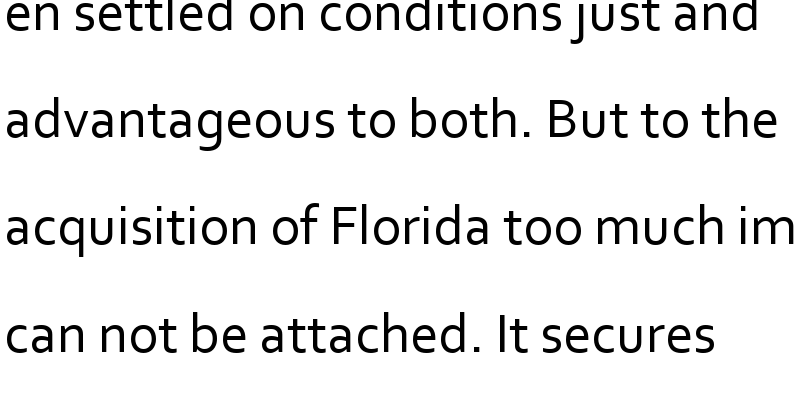 en settled on conditions just and
advantageous to both. But to the
acquisition of Florida too much im
can not be attached. It secures